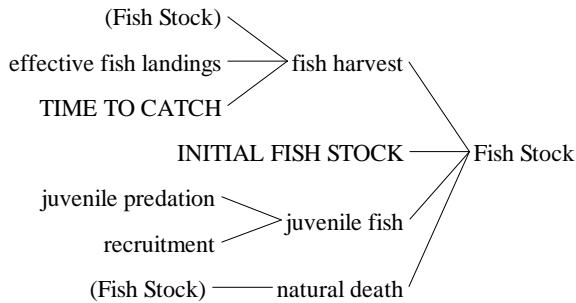 (Fish Stock)
effective fish landings
fish harvest
TIME TO CATCH
INITIAL FISH STOCK
Fish Stock
juvenile predation
juvenile fish
recruitment
(Fish Stock)
natural death